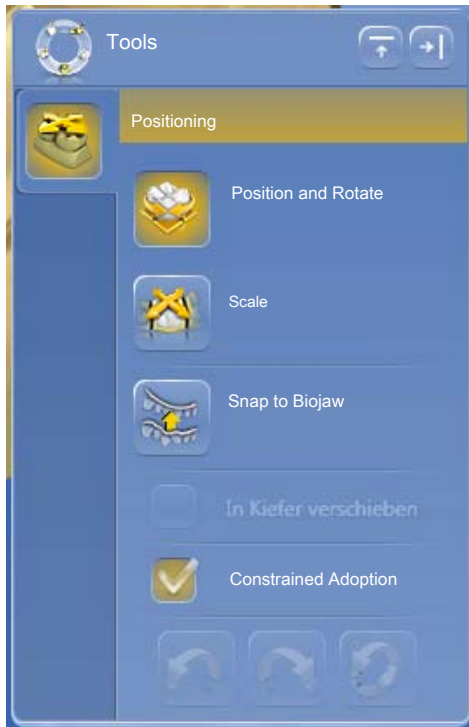 Tools
Positioning
Position and Rotate
Scale
Snap to Biojaw
In Kiefer verschieben
Constrained Adoption